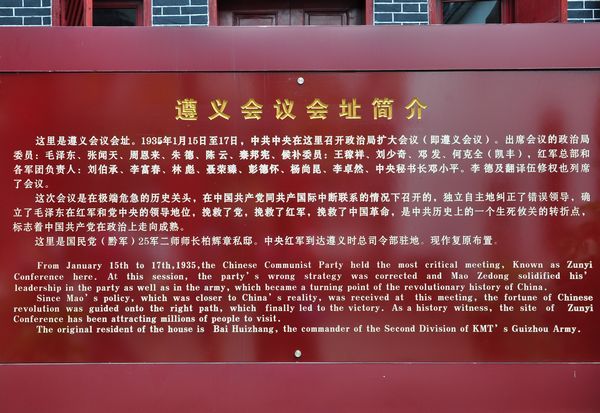 遵义会议会址简介
这里是遵义会议会址。1935年1月15日至17日，中共中央在这里召开政治局扩大会议（即遵义会议）。出席会议的政治局
委员：毛泽东、张闻天、周恩来、朱 德、陈 云、秦邦宪、候补委员：王稼祥、刘少奇、邓 发、何克全（凯丰），红军总部和
各军团负责人：刘伯承、李富春、林 彪、聂荣臻、彭德怀、杨尚昆、李卓然、中央秘书长邓小平。李 德及翻译伍修权也列席
了会议。
这次会议是在极端危急的历史关头，在中国共产党同共产国际中断联系的情况下召开的，独立自主地纠正了错误领导，确
立了毛泽东在红军和党中央的领导地位，挽救了党，挽救了红军，挽救了中国革命，是中共历史上的一个生死攸关的转折点，
标志着中国共产党在政治上走向成熟。
这里是国民党（黔军）25军二师师长柏辉章私邸。中央红军到达遵义时总司令部驻地。现作复原布置。
From January 15th to 17th,1935,the Chinese Communist Party held the most critical meeting, Known as Zunyi
Conference here. At this session, the party's wrong strategy was corrected and Mao Zedong solidified his'
leadership in the party as well as in the army, which became a turning point of the revolutionary history of China.
Since Mao's policy, which was closer to China's reality, was received at this meeting, the fortune of Chinese
revolution was guided onto the right path, which finally led to the victory. As a history witness, the site of Zunyi
Conference has been attracting millions of people to visit.
The original resident of the house is Bai Huizhang, the commander of the Second Division of KMT's Guizhou Army.